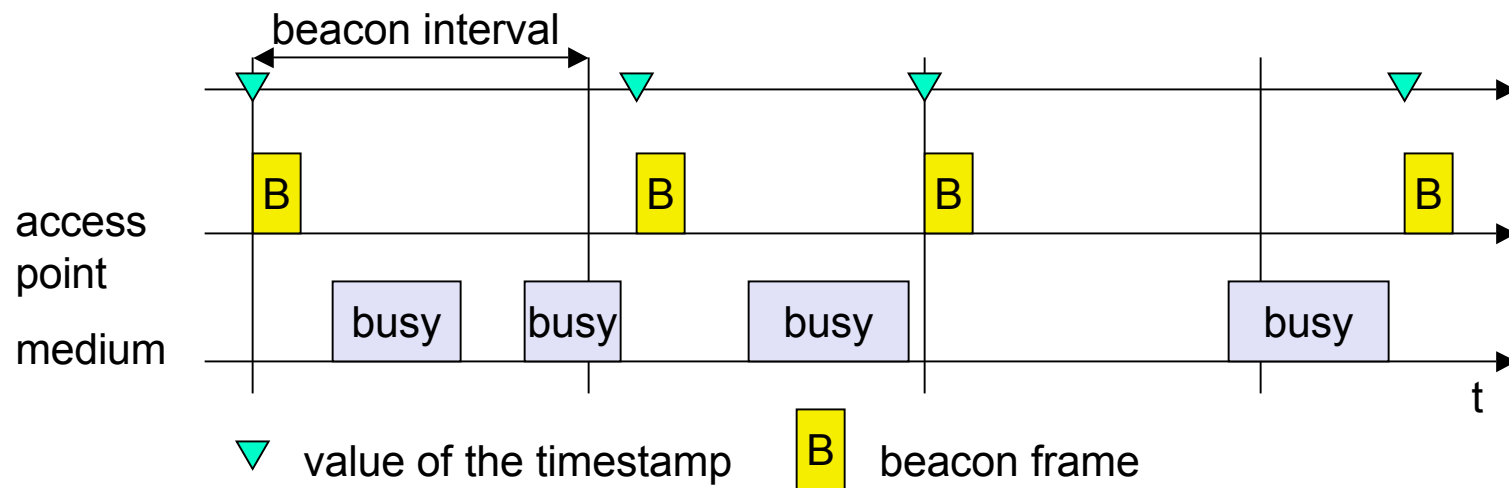 beacon interval
B B B B
access
point
busy busy busy busy
medium
t
value of the timestamp B beacon frame